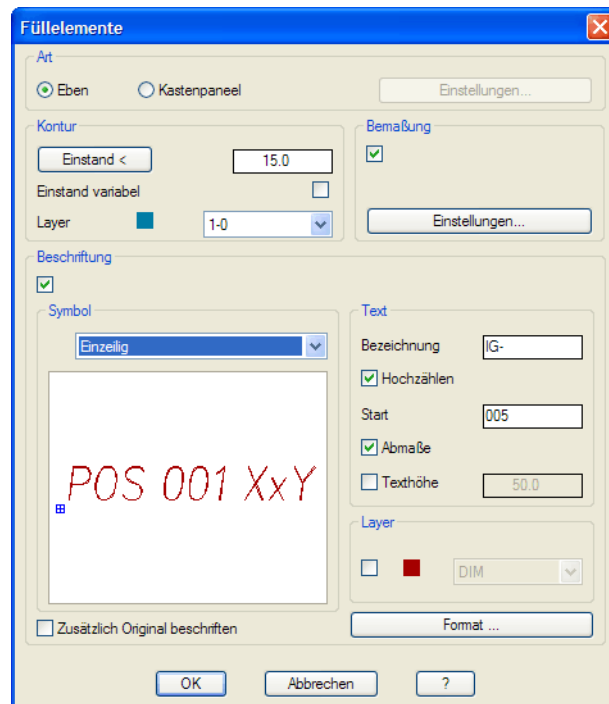 Füllelemente
Art
Eben
Kastenpaneel
Einstellungen...
Kontur
Einstand <
15.0
Einstand variabel
Layer
1-0
Bemaßung
Einstellungen...
Beschriftung
Symbol
Einzeilig
POS 001 XxY
Zusätzlich Original beschriften
Text
Bezeichnung
IG-
Hochzählen
Start
005
Abmaße
Texthöhe
50.0
Layer
DIM
Format ...
OK
Abbrechen
?